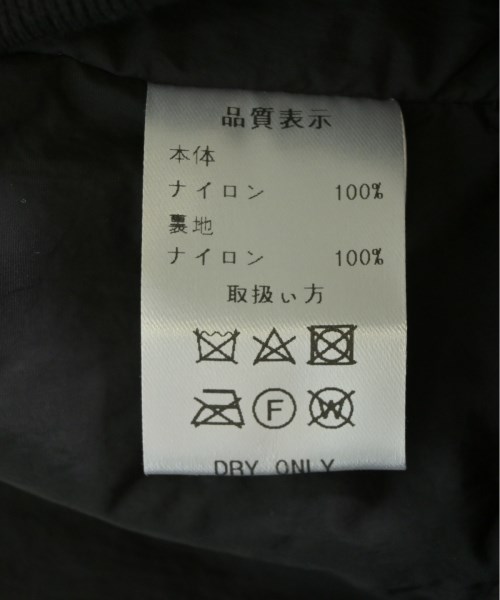 品質表示
本体
ナイロン 100%
裏地
ナイロン 100%
取扱い方
F W
DRY ONLY